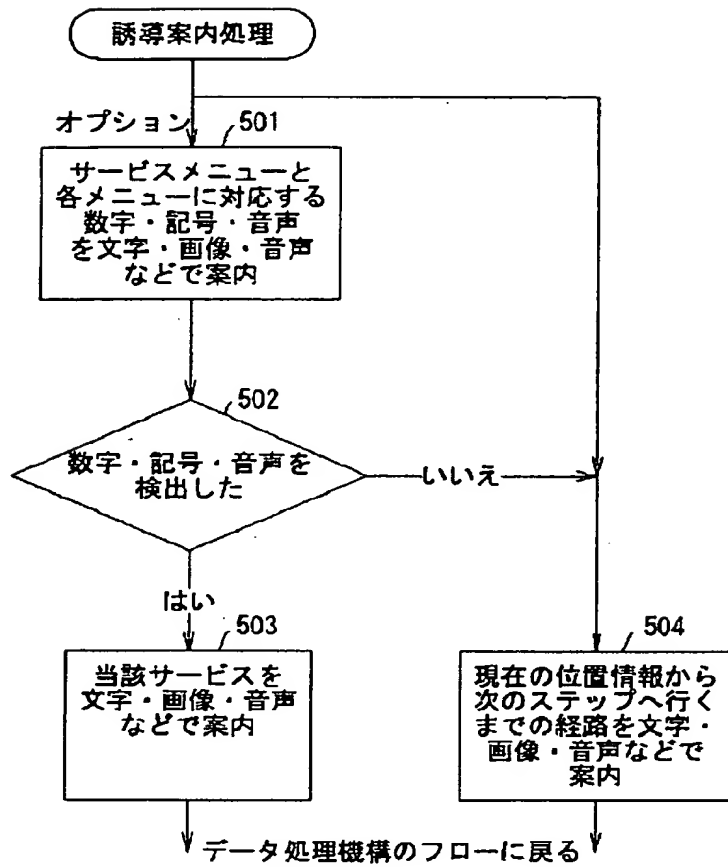 誘導案内処理
オプション
501
サービスメニューと
各メニューに対応する
数字・記号・音声
を文字・画像・音声
などで案内
502
数字・記号・音声を
検出した
いいえ
はい
503
当該サービスを
文字・画像・音声
などで案内
504
現在の位置情報から
次のステップへ行く
までの経路を文字・
画像・音声などで
案内
データ処理機構のフローに戻る